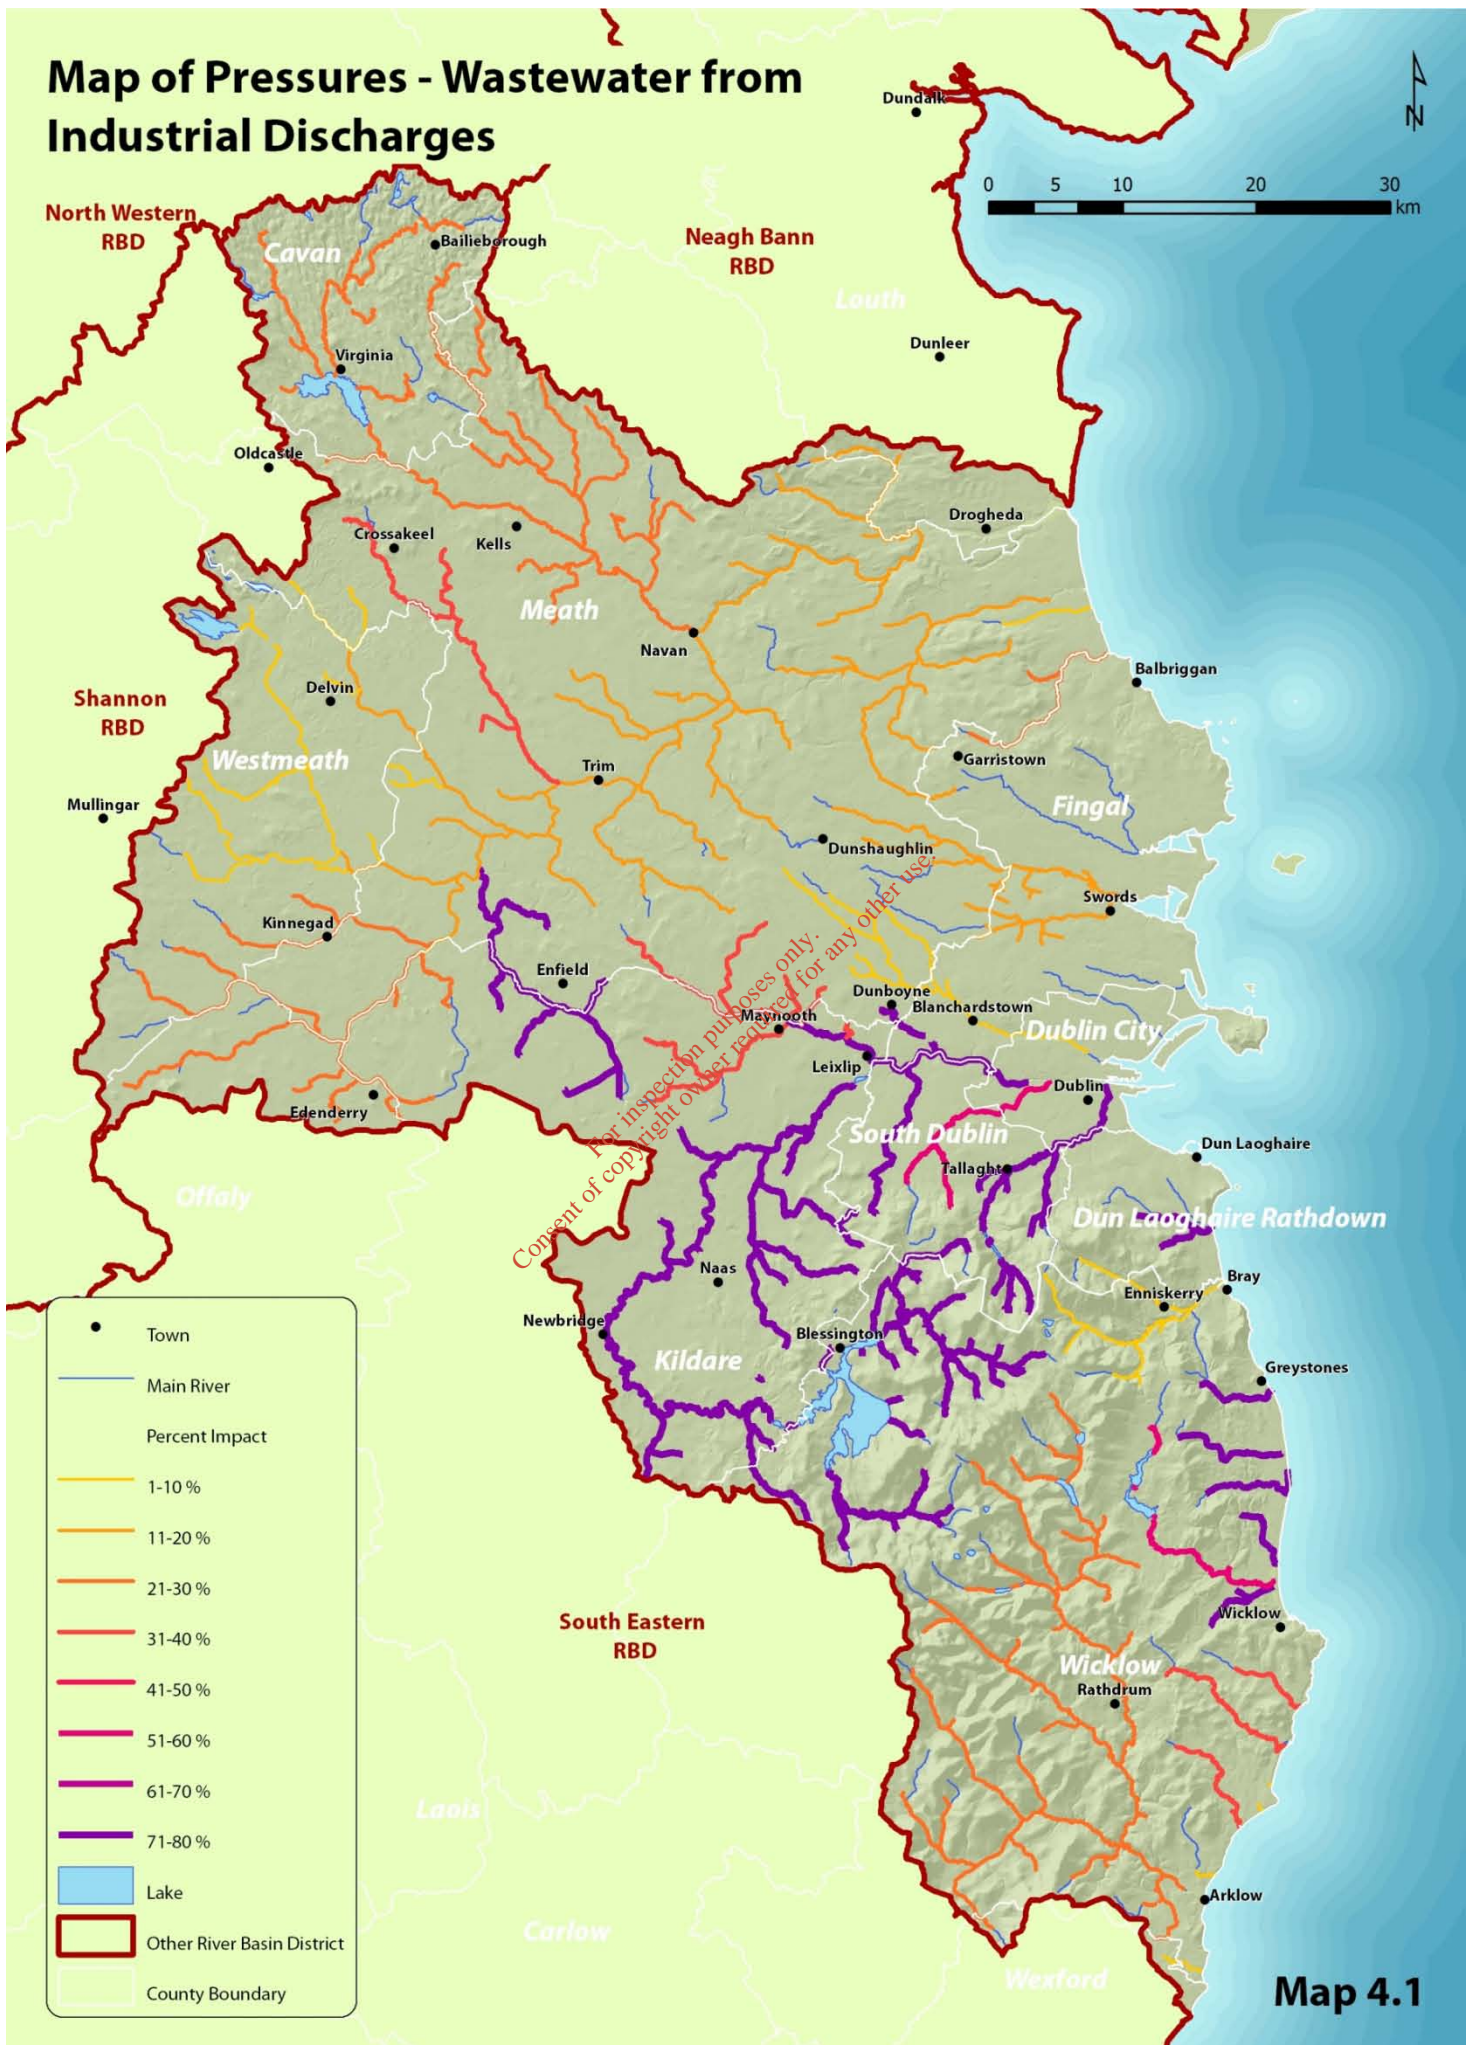 Map of Pressures - Wastewater from
Industrial Discharges
Dundalk
N
0 5 10 20 30
km
North Western
RBD
Neagh Bann
RBD
Cavan
Bailieborough
Louth
Dunleer
Virginia
Oldcastle
Drogheda
Crossakeel
Kells
Meath
Navan
Balbriggan
Shannon
RBD
Delvin
Westmeath
Garristown
Trim
Fingal
Mullingar
Dunshaughlin
Swords
Kinnegad
Enfield
Dunboyne
Blanchardstown
Maynooth
Dublin City
Leixlip
Dublin
Edenderry
South Dublin
Dun Laoghaire
Tallaght
Offaly
Dun Laoghaire Rathdown
For inspection purposes only.
Consent of copyright owner required for any other use.
Naas
Bray
Enniskerry
Newbridge
Blessington
Kildare
Greystones
Wicklow
South Eastern
RBD
Wicklow
Rathdrum
Laois
Arklow
Carlow
Wexford
Town
Main River
Percent Impact
1-10 %
11-20 %
21-30 %
31-40 %
41-50 %
51-60 %
61-70 %
71-80 %
Lake
Other River Basin District
County Boundary
Map 4.1